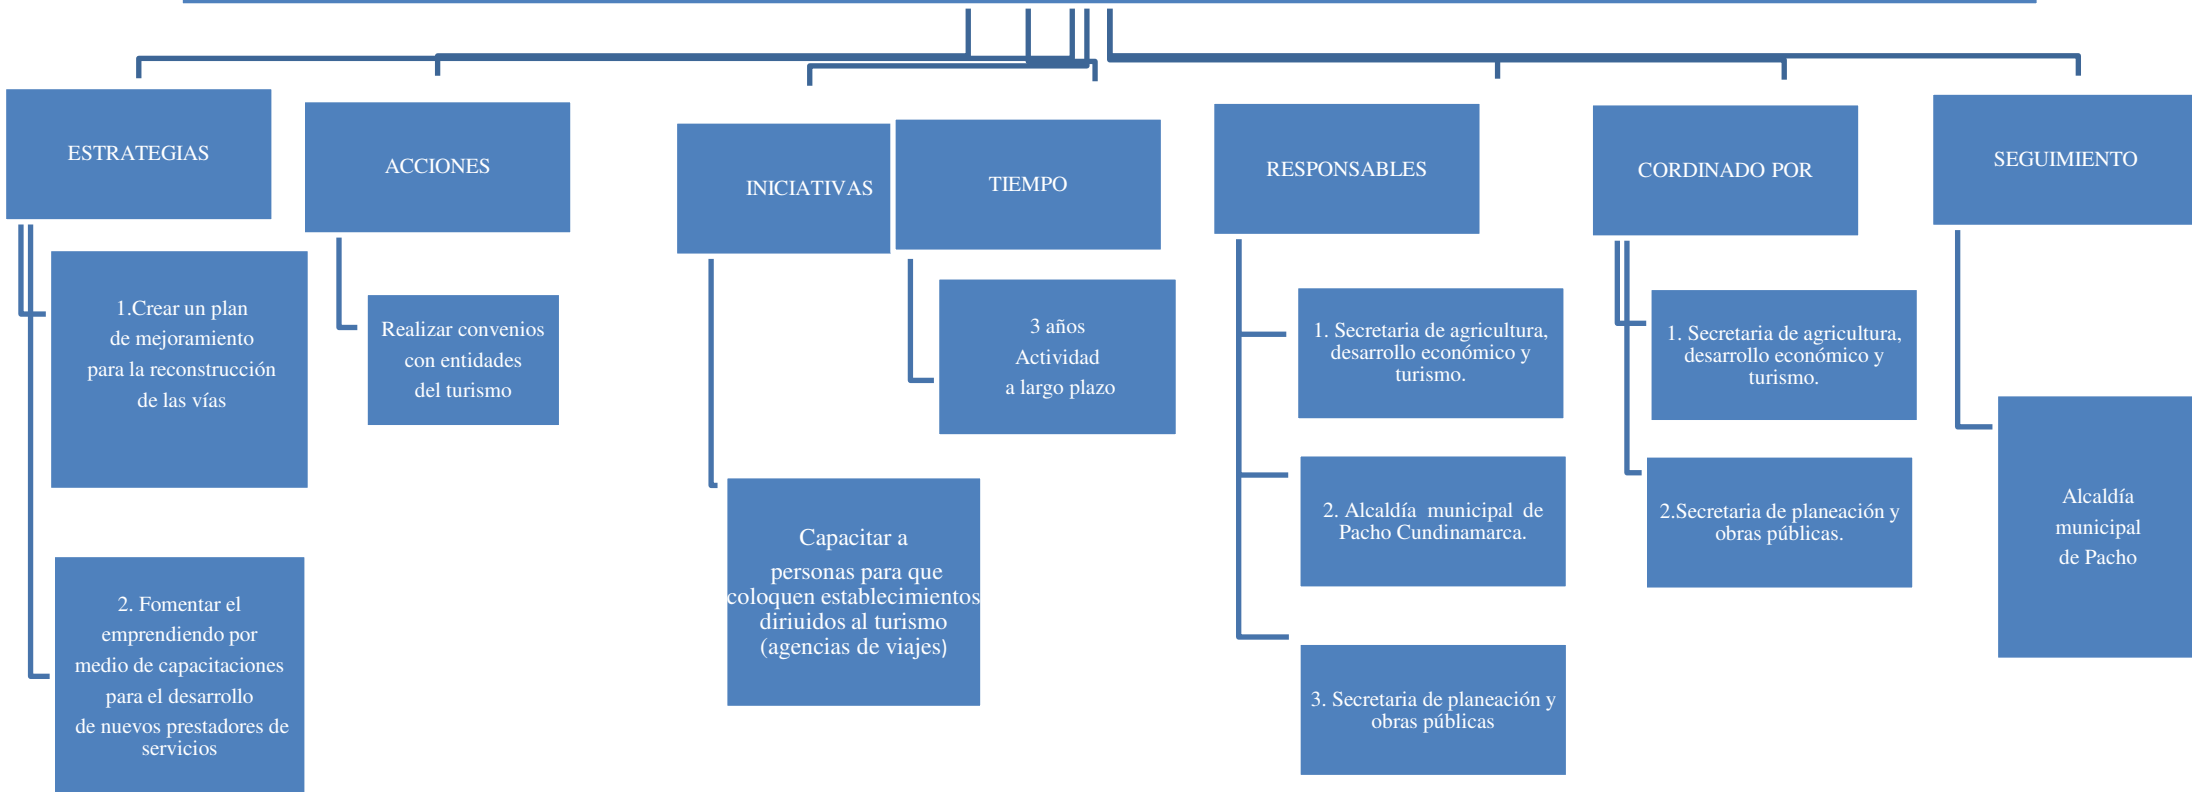 ESTRATEGIAS
1.Crear un plan
de mejoramiento
para la reconstrucción
de las vías
2. Fomentar el
emprendiendo por
medio de capacitaciones
para el desarrollo
de nuevos prestadores de
servicios
ACCIONES
Realizar convenios
con entidades
del turismo
INICIATIVAS
Capacitar a
personas para que
coloquen establecimientos
diriuidos al turismo
(agencias de viajes)
TIEMPO
3 años
Actividad
a largo plazo
RESPONSABLES
1. Secretaria de agricultura,
desarrollo económico y
turismo.
2. Alcaldía municipal de
Pacho Cundinamarca.
3. Secretaria de planeación y
obras públicas
CORDINADO POR
1. Secretaria de agricultura,
desarrollo económico y
turismo.
2.Secretaria de planeación y
obras públicas.
SEGUIMIENTO
Alcaldía
municipal
de Pacho